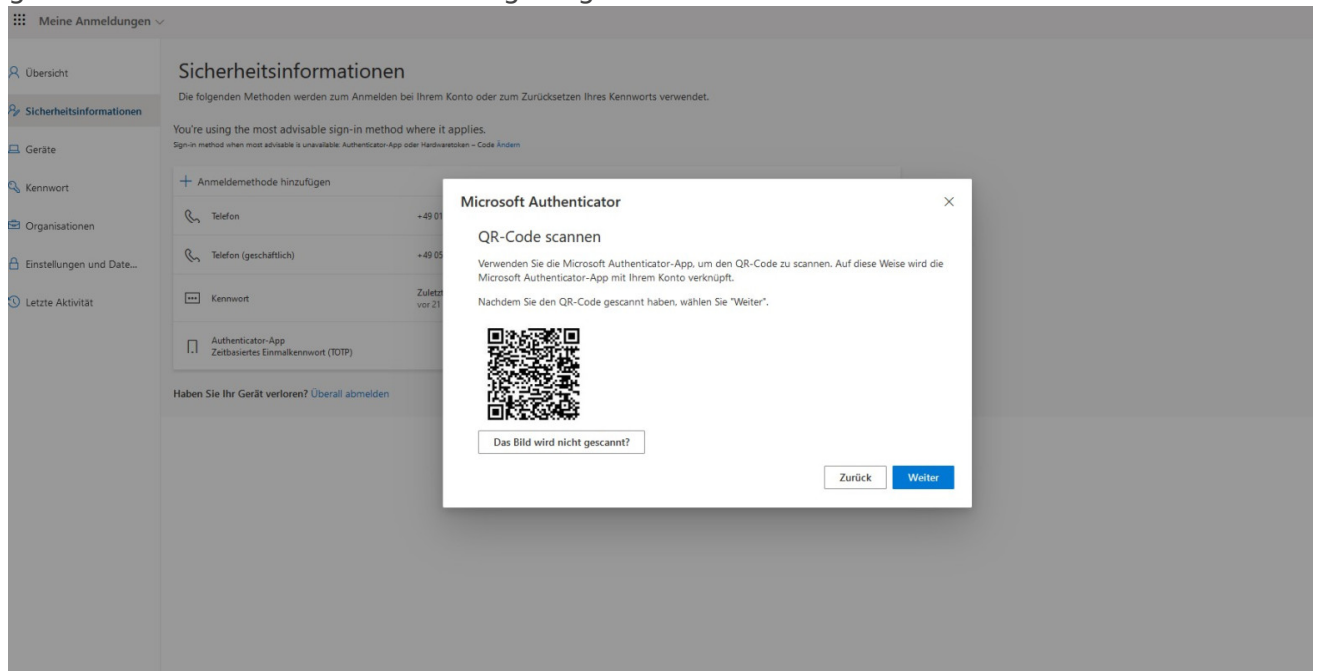 Meine Anmeldungen
Übersicht
Sicherheitsinformationen
Geräte
Kennwort
Organisationen
Einstellungen und Date...
Letzte Aktivität
Sicherheitsinformationen
Die folgenden Methoden werden zum Anmelden bei Ihrem Konto oder zum Zurücksetzen Ihres Kennworts verwendet.
You're using the most advisable sign-in method where it applies.
Sign-in method when most advisable is unavailable: Authenticator-App oder Hardwaretoken – Code Ändern
Anmeldemethode hinzufügen
Telefon +49 01
Telefon (geschäftlich) +49 05
Kennwort Zuletzt
vor 21
Authenticator-App
Zeitbasiertes Einmalkennwort (TOTP)
Haben Sie Ihr Gerät verloren? Überall abmelden
Microsoft Authenticator
QR-Code scannen
Verwenden Sie die Microsoft Authenticator-App, um den QR-Code zu scannen. Auf diese Weise wird die
Microsoft Authenticator-App mit Ihrem Konto verknüpft.
Nachdem Sie den QR-Code gescannt haben, wählen Sie "Weiter".
Das Bild wird nicht gescannt?
Zurück Weiter